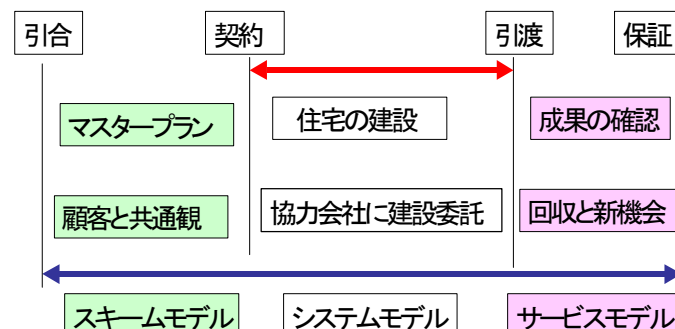 引合
契約
引渡
保証
マスタープラン
住宅の建設
成果の確認
顧客と共通観
協力会社に建設委託
回収と新機会
スキームモデル
システムモデル
サービスモデル